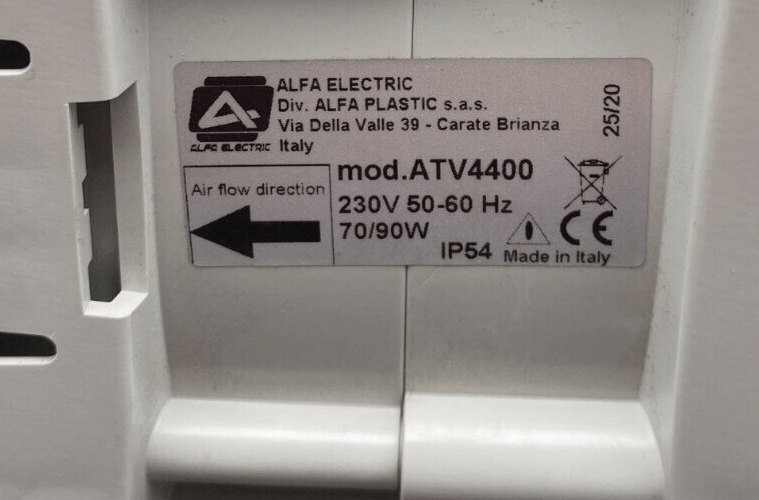 ALFA ELECTRIC
Div. ALFA PLASTIC s.a.s.
Via Della Valle 39 - Carate Brianza
Italy
ALFA ELECTRIC
25/20
Air flow direction
mod.ATV4400
230V 50-60 Hz
70/90W
IP54
CE
Made in Italy